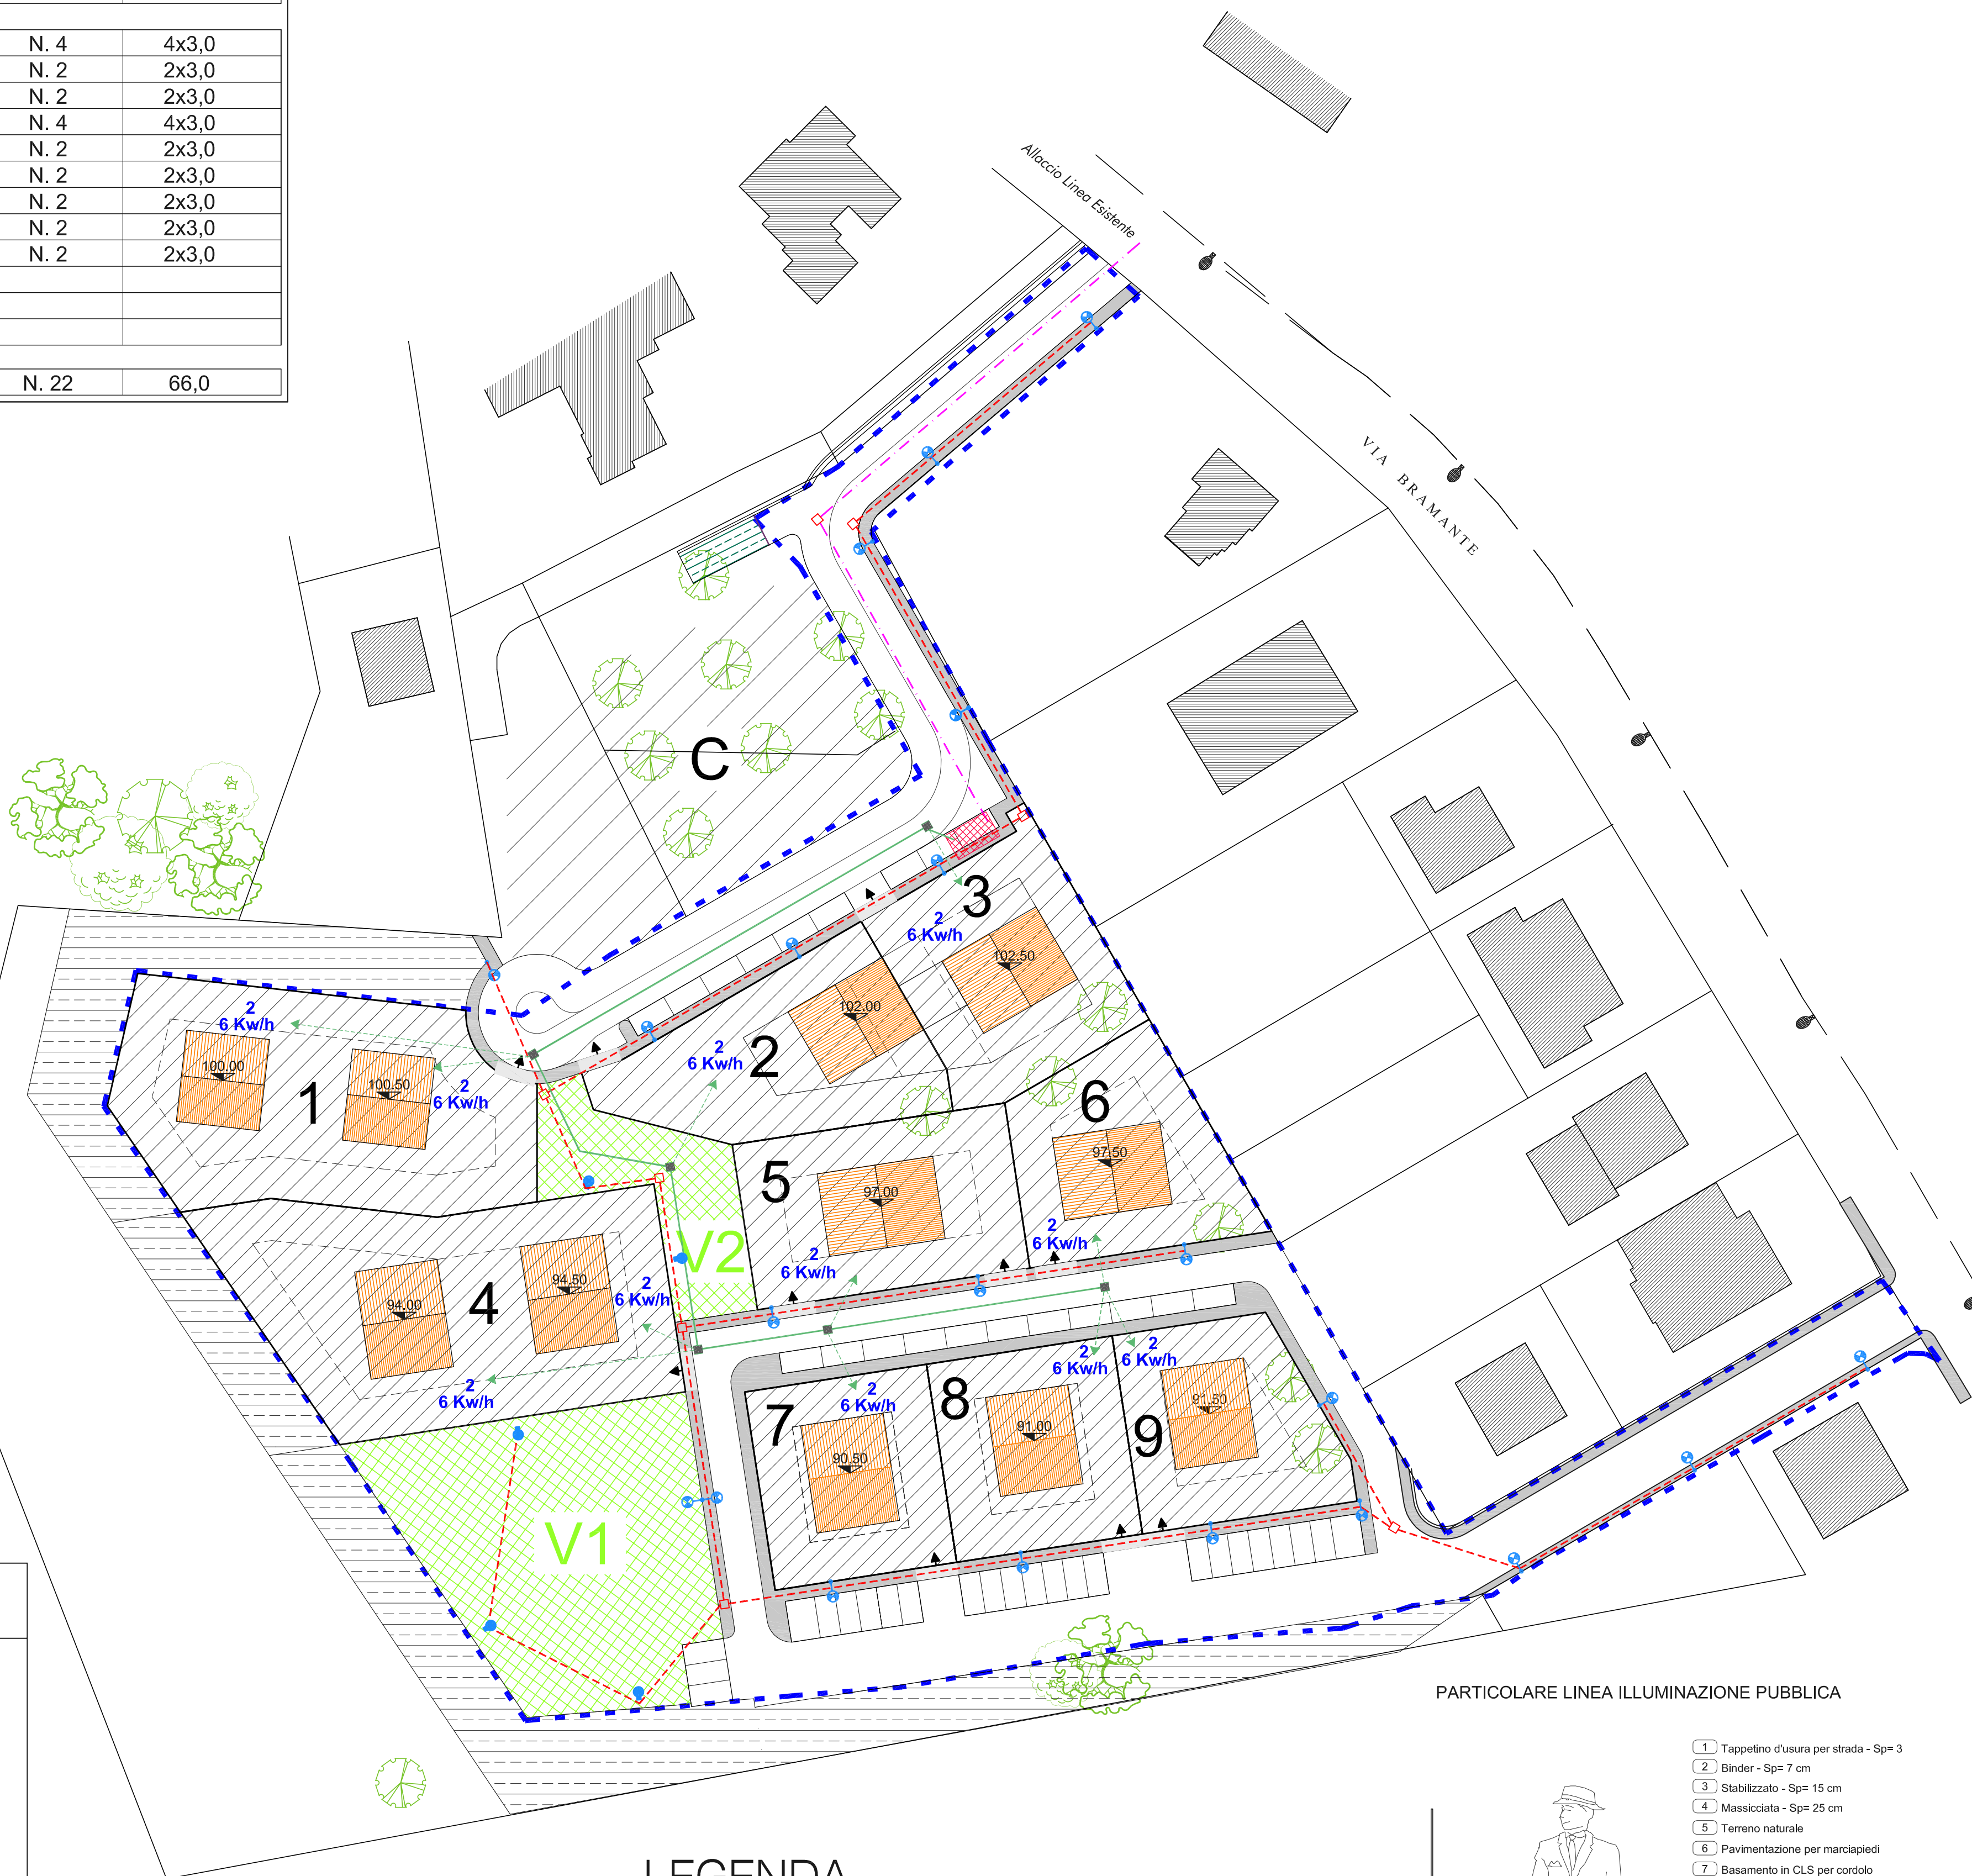 N. 4 4x3,0
N. 2 2x3,0
N. 2 2x3,0
N. 4 4x3,0
N. 2 2x3,0
N. 2 2x3,0
N. 2 2x3,0
N. 2 2x3,0
N. 2 2x3,0
N. 22 66,0
Allaccio Linea Esistente
VIA BRAMANTE
C
3
2
6 Kw/h
102.50
102.00
2
2
6 Kw/h
2
6 Kw/h
100.00
100.50
1
2
6 Kw/h
6
97.50
5
97.00
2
6 Kw/h
V2
2
6 Kw/h
94.50
94.00
4
2
6 Kw/h
2
6 Kw/h
2
6 Kw/h
2
6 Kw/h
2
6 Kw/h
7
90.50
8
91.00
9
91.50
V1
PARTICOLARE LINEA ILLUMINAZIONE PUBBLICA
1 Tappetino d'usura per strada - Sp= 3
2 Binder - Sp= 7 cm
3 Stabilizzato - Sp= 15 cm
4 Massicciata - Sp= 25 cm
5 Terreno naturale
6 Pavimentazione per marciapiedi
7 Basamento in CLS per cordolo
LEGENDA